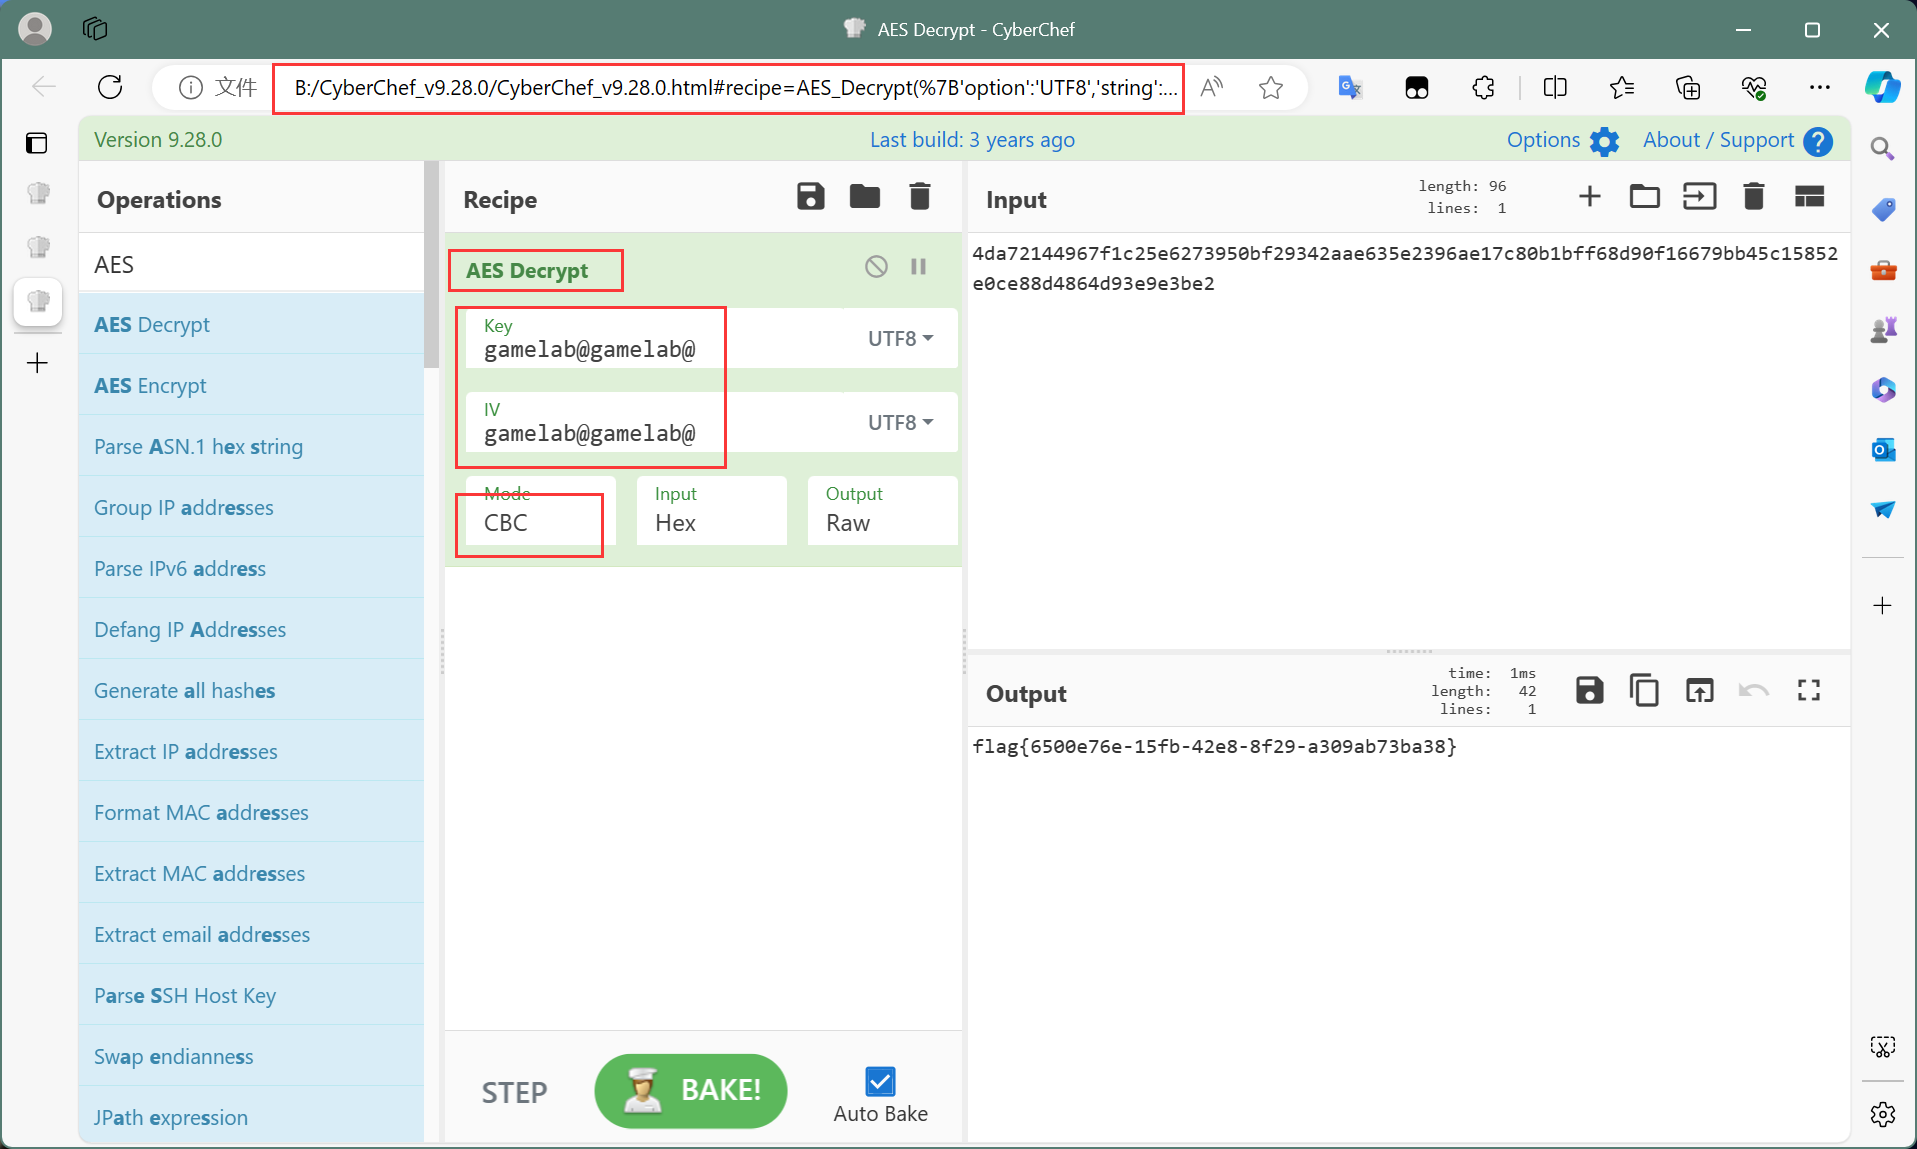 AES Decrypt - CyberChef
文件
B:/CyberChef_v9.28.0/CyberChef_v9.28.0.html#recipe=AES_Decrypt(%7B'option':'UTF8','string':...
Version 9.28.0
Last build: 3 years ago
Options
About / Support
Operations
AES
AES Decrypt
AES Encrypt
Parse ASN.1 hex string
Group IP addresses
Parse IPv6 address
Defang IP Addresses
Generate all hashes
Extract IP addresses
Format MAC addresses
Extract MAC addresses
Extract email addresses
Parse SSH Host Key
Swap endianness
JPath expression
Recipe
AES Decrypt
Key
gamelab@gamelab@
UTF8
IV
gamelab@gamelab@
UTF8
Mode
CBC
Input
Hex
Output
Raw
STEP
BAKE!
Auto Bake
Input
length: 96
lines: 1
4da72144967f1c25e6273950bf29342aae635e2396ae17c80b1bff68d90f16679bb45c15852
e0ce88d4864d93e9e3be2
Output
time: 1ms
length: 42
lines: 1
flag{6500e76e-15fb-42e8-8f29-a309ab73ba38}